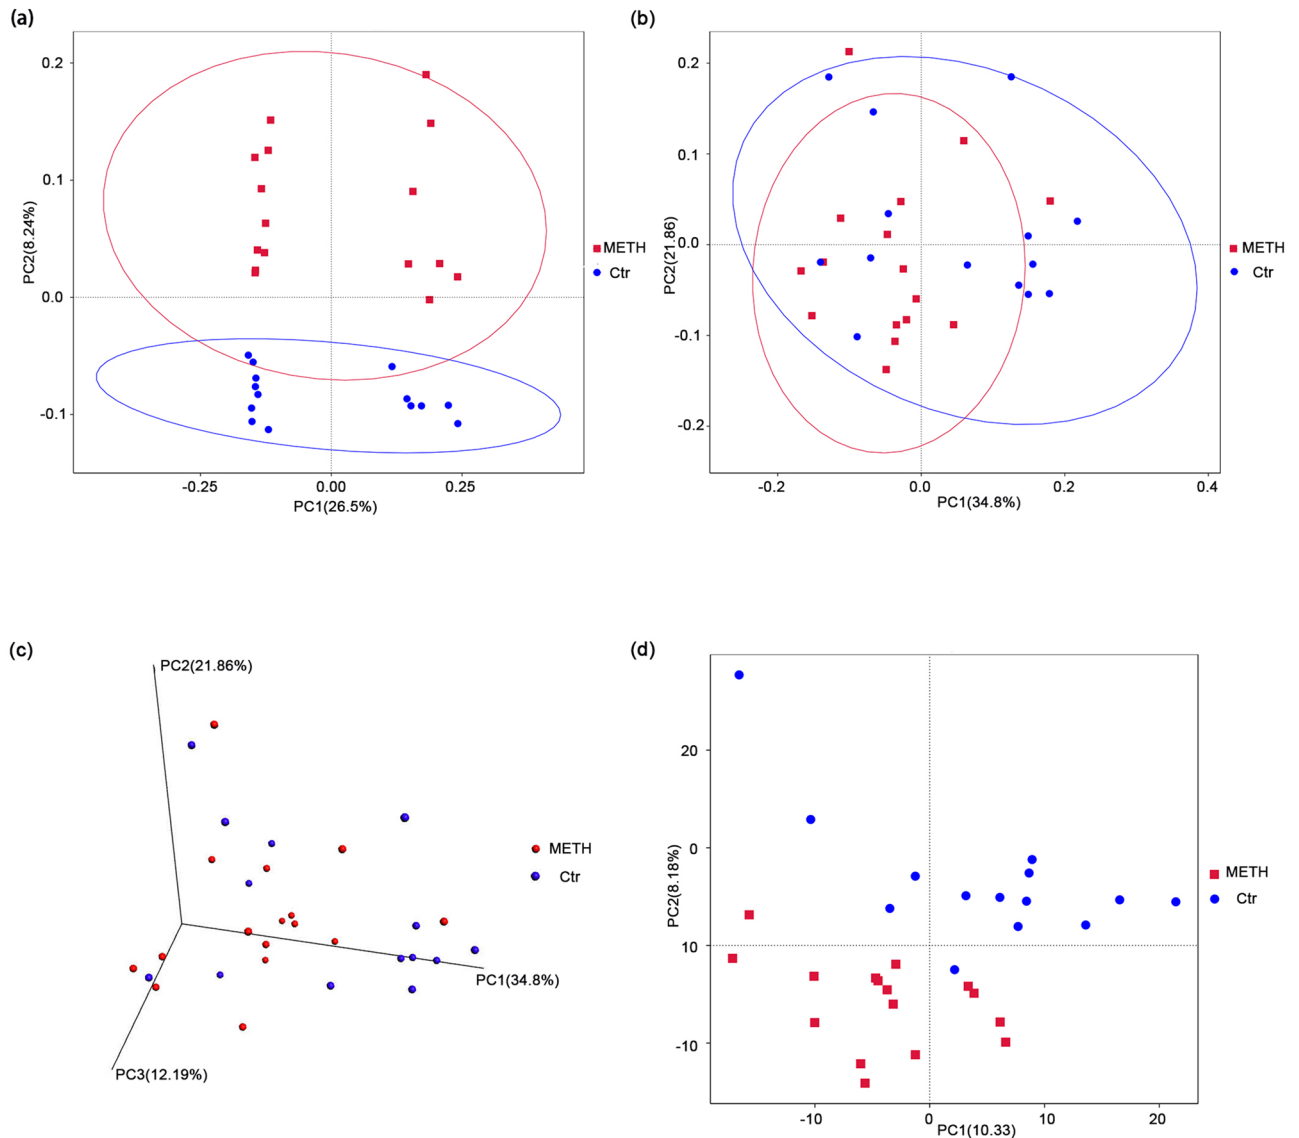 (a)
0.2
0.1
0.0
-0.1
PC2(8.24%)
-0.25
0.00
0.25
PC1(26.5%)
METH
Ctr
(b)
0.2
0.1
0.0
-0.1
-0.2
PC2(21.86)
-0.2
0.0
0.2
0.4
PC1(34.8%)
METH
Ctr
(c)
PC2(21.86%)
PC1(34.8%)
PC3(12.19%)
METH
Ctr
(d)
20
0
10
-10
PC2(8.18%)
-10
0
10
20
PC1(10.33)
METH
Ctr